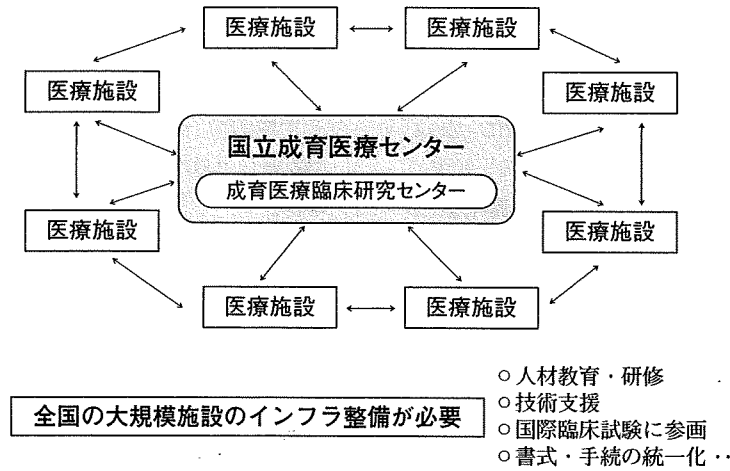 医療施設
医療施設
医療施設
医療施設
国立成育医療センター
成育医療臨床研究センター
医療施設
医療施設
医療施設
医療施設
○人材教育・研修
全国の大規模施設のインフラ整備が必要
○技術支援
○国際臨床試験に参画
○書式・手続の統一化・・